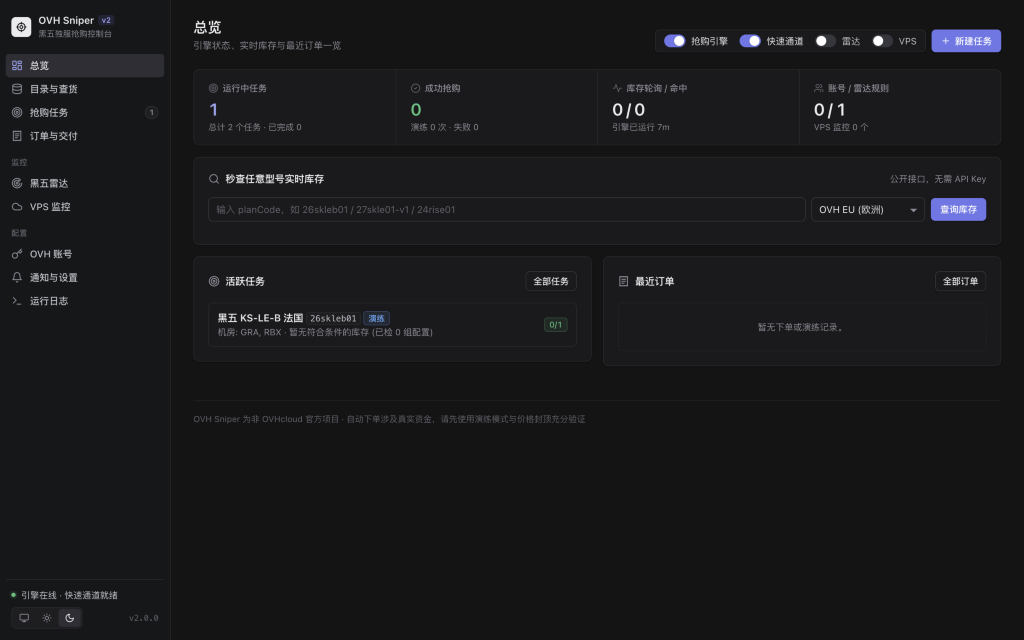 OVH Sniper v2
黑五独服抢购控制台
总览
目录与查货
抢购任务 1
订单与交付
监控
黑五雷达
VPS 监控
配置
OVH 账号
通知与设置
运行日志
引擎在线 · 快速通道就绪
v2.0.0
总览
引擎状态、实时库存与最近订单一览
抢购引擎 快速通道 雷达 VPS + 新建任务
运行中任务
1
总计 2 个任务 · 已完成 0
成功抢购
0
演练 0 次 · 失败 0
库存轮询 / 命中
0 / 0
引擎已运行 7m
账号 / 雷达规则
0 / 1
VPS 监控 0 个
秒查任意型号实时库存 公开接口，无需 API Key
输入 planCode，如 26skleb01 / 27skle01-v1 / 24rise01 OVH EU (欧洲) 查询库存
活跃任务 全部任务
黑五 KS-LE-B 法国 26skleb01 演练
机房: GRA, RBX · 暂无符合条件的库存 (已检 0 组配置) 0/1
最近订单 全部订单
暂无下单或演练记录。
OVH Sniper 为非 OVHcloud 官方项目 · 自动下单涉及真实资金，请先使用演练模式与价格封顶充分验证